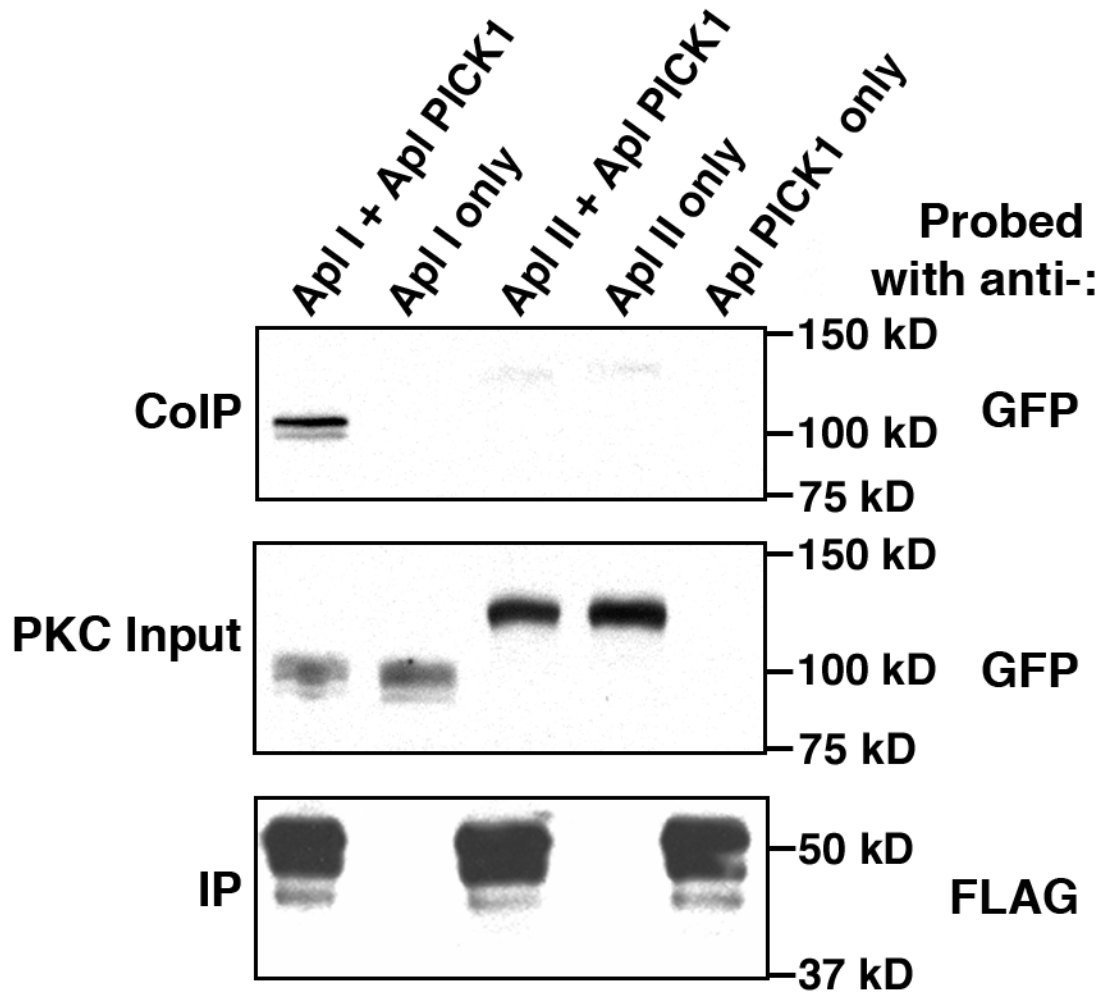 Apl I + Apl PICK1
Apl I only
Apl II + Apl PICK1
Apl II only
Apl PICK1 only
Probed
with anti-:
150 kD
CoIP
GFP
100 kD
75 kD
150 kD
PKC Input
100 kD
GFP
75 kD
50 kD
IP
FLAG
37 kD